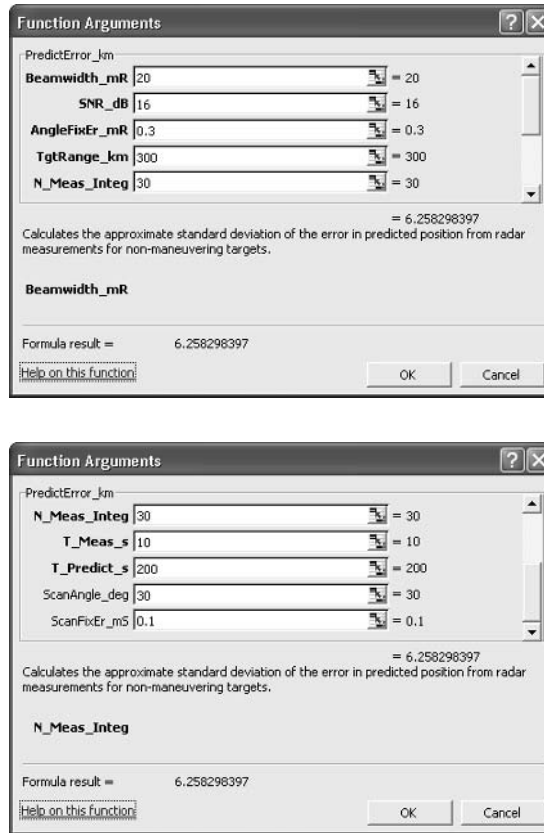 Function Arguments
PredictError_km
Beamwidth_mR 20 = 20
SNR_dB 16 = 16
AngleFixEr_mR 0.3 = 0.3
TgtRange_km 300 = 300
N_Meas_Integ 30 = 30
= 6.258298397
Calculates the approximate standard deviation of the error in predicted position from radar
measurements for non-maneuvering targets.
Beamwidth_mR
Formula result = 6.258298397
Help on this function OK Cancel
Function Arguments
PredictError_km
N_Meas_Integ 30 = 30
T_Meas_s 10 = 10
T_Predict_s 200 = 200
ScanAngle_deg 30 = 30
ScanFixEr_mS 0.1 = 0.1
= 6.258298397
Calculates the approximate standard deviation of the error in predicted position from radar
measurements for non-maneuvering targets.
N_Meas_Integ
Formula result = 6.258298397
Help on this function OK Cancel